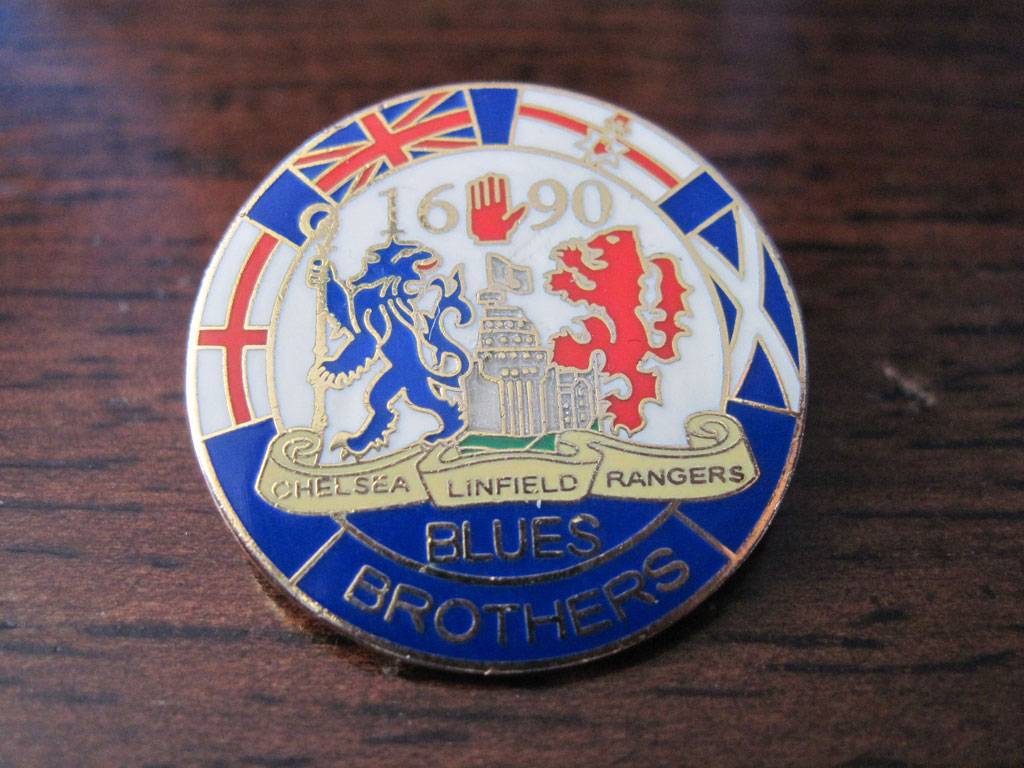 1690
CHELSEA LINFIELD RANGERS
BLUES
BROTHERS